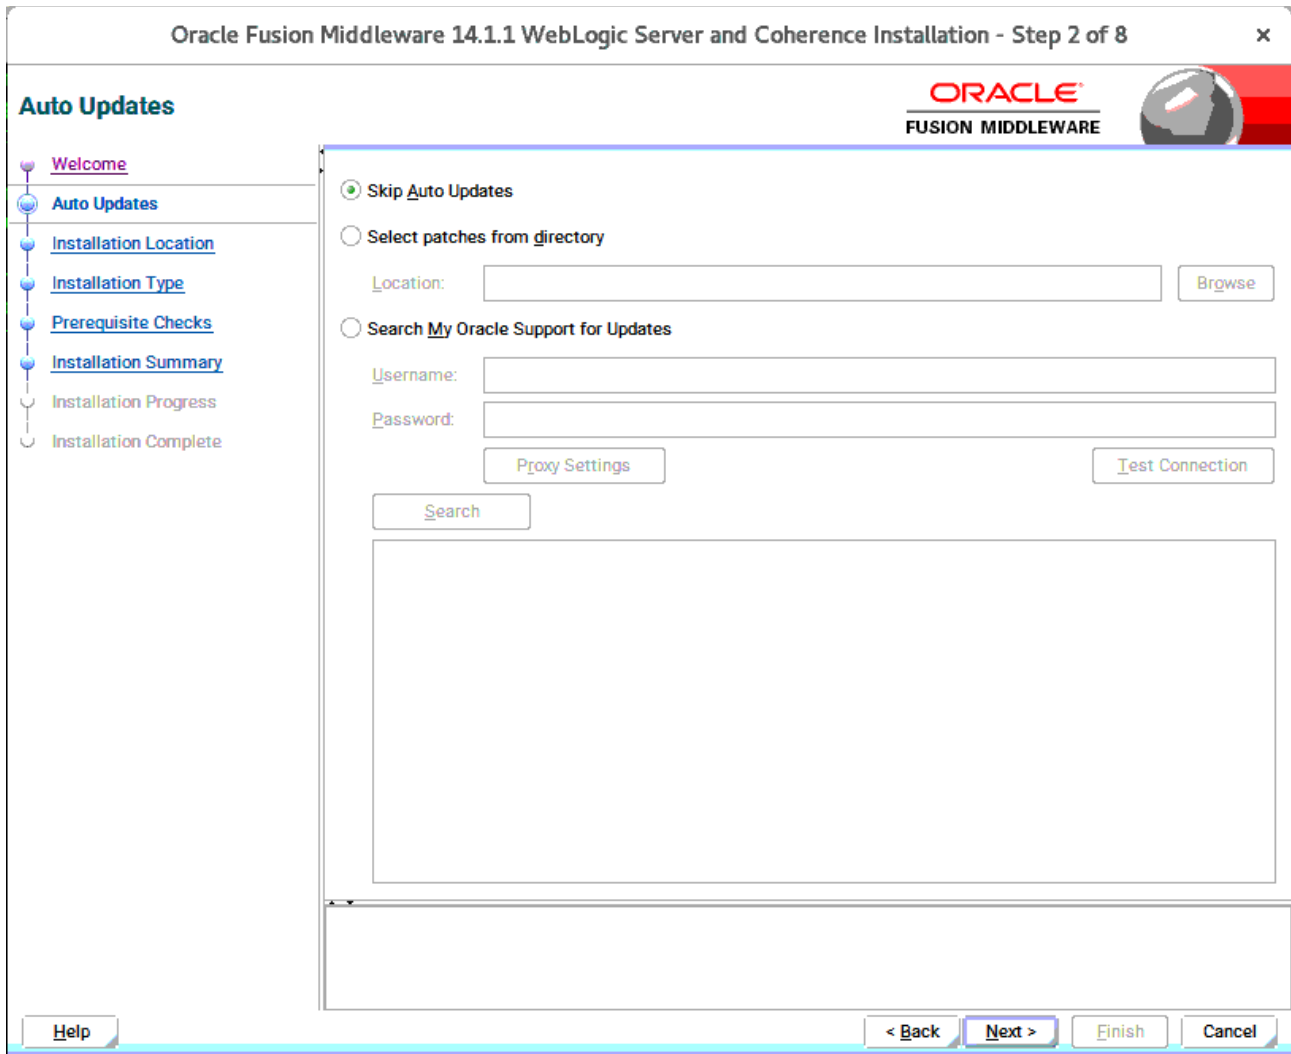 Oracle Fusion Middleware 14.1.1 WebLogic Server and Coherence Installation - Step 2 of 8
Auto Updates
ORACLE
FUSION MIDDLEWARE
Welcome
Auto Updates
Installation Location
Installation Type
Prerequisite Checks
Installation Summary
Installation Progress
Installation Complete
Skip Auto Updates
Select patches from directory
Location:
Browse
Search My Oracle Support for Updates
Username:
Password:
Proxy Settings
Test Connection
Search
Help
< Back
Next >
Finish
Cancel